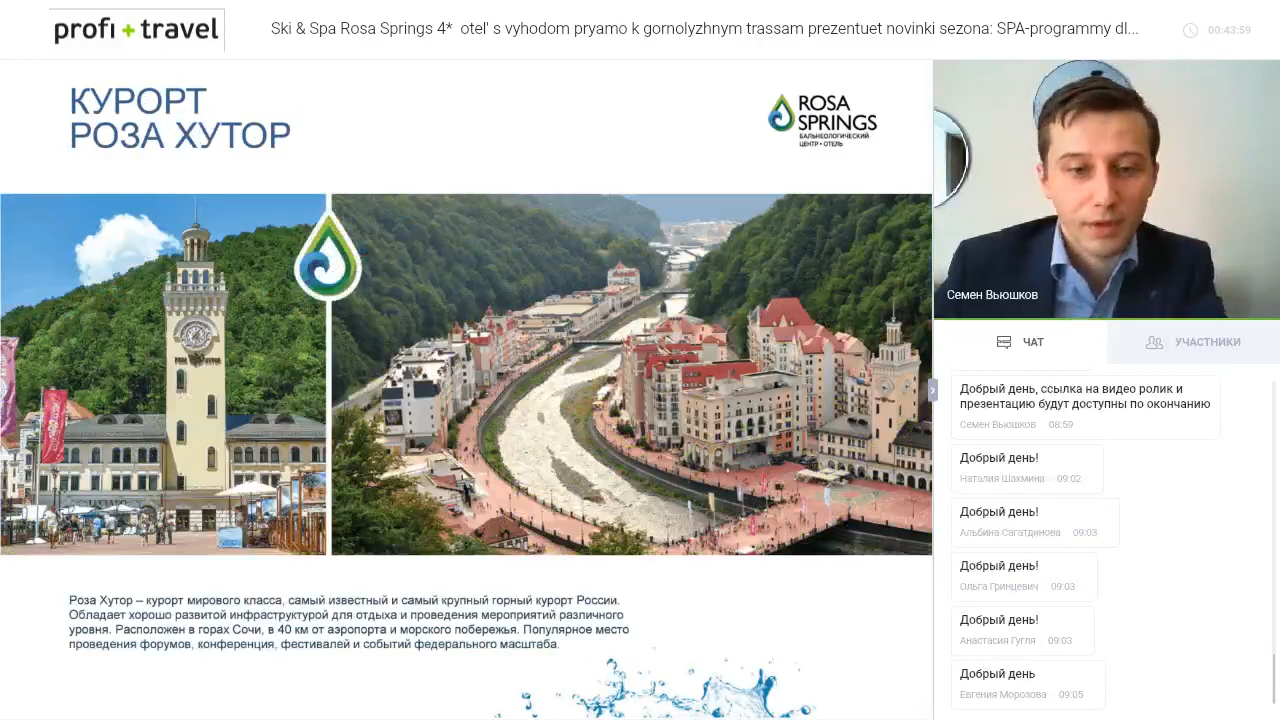 profi + travel
Ski & Spa Rosa Springs 4* otel' s vyhodom pryamo k gornolyzhnym trassam prezentuet novinki sezona: SPA-programmy dl...
00:43:59
КУРОРТ
РОЗА ХУТОР
ROSA
SPRINGS
БАЛЬНЕОЛОГИЧЕСКИЙ
ЦЕНТР • ОТЕЛЬ
РОЗА ХУТОР
Роза Хутор – курорт мирового класса, самый известный и самый крупный горный курорт России.
Обладает хорошо развитой инфраструктурой для отдыха и проведения мероприятий различного
уровня. Расположен в горах Сочи, в 40 км от аэропорта и морского побережья. Популярное место
проведения форумов, конференция, фестивалей и событий федерального масштаба.
Семен Вьюшков
ЧАТ
УЧАСТНИКИ
Добрый день, ссылка на видео ролик и
презентацию будут доступны по окончанию
Семен Вьюшков 08:59
Добрый день!
Наталия Шахмина 09:02
Добрый день!
Альбина Сагатдинова 09:03
Добрый день!
Ольга Гринцевич 09:03
Добрый день!
Анастасия Гугля 09:03
Добрый день
Евгения Морозова 09:05